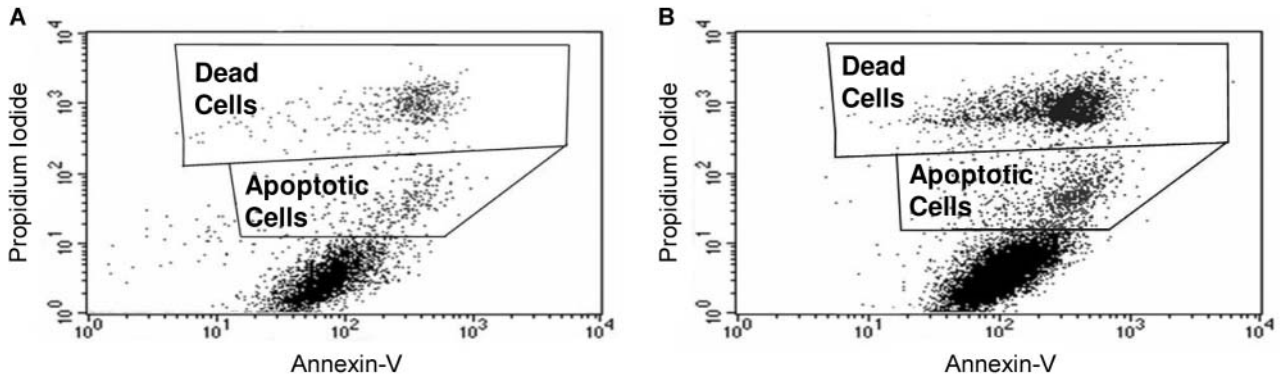 A
Propidium Iodide
10^4
10^3
10^2
10^1
10^0
Dead
Cells
Apoptotic
Cells
10^0 10^1 10^2 10^3 10^4
Annexin-V
B
Propidium Iodide
10^4
10^3
10^2
10^1
10^0
Dead
Cells
Apoptotic
Cells
10^0 10^1 10^2 10^3 10^4
Annexin-V